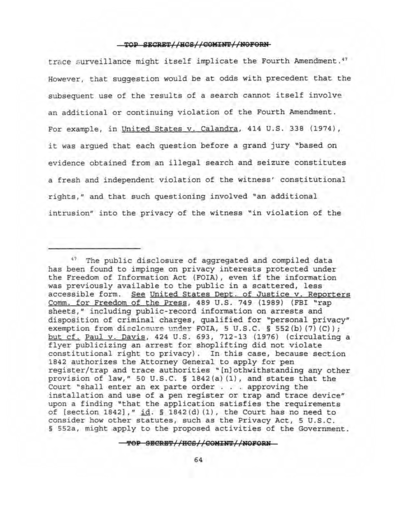 TOP SECRET//HCS//COMINT//NOFORN
trace surveillance might itself implicate the Fourth Amendment.47
However, that suggestion would be at odds with precedent that the
subsequent use of the results of a search cannot itself involve
an additional or continuing violation of the Fourth Amendment.
For example, in United States v. Calandra, 414 U.S. 338 (1974),
it was argued that each question before a grand jury "based on
evidence obtained from an illegal search and seizure constitutes
a fresh and independent violation of the witness' constitutional
rights," and that such questioning involved "an additional
intrusion" into the privacy of the witness "in violation of the
47 The public disclosure of aggregated and compiled data
has been found to impinge on privacy interests protected under
the Freedom of Information Act (FOIA), even if the information
was previously available to the public in a scattered, less
accessible form. See United States Dept. of Justice v. Reporters
Comm. for Freedom of the Press, 489 U.S. 749 (1989) (FBI "rap
sheets," including public-record information on arrests and
disposition of criminal charges, qualified for "personal privacy"
exemption from disclosure under FOIA, 5 U.S.C. § 552(b)(7)(C));
but cf. Paul v. Davis, 424 U.S. 693, 712-13 (1976) (circulating a
flyer publicizing an arrest for shoplifting did not violate
constitutional right to privacy). In this case, because section
1842 authorizes the Attorney General to apply for pen
register/trap and trace authorities "[n]othwithstanding any other
provision of law," 50 U.S.C. § 1842(a)(1), and states that the
Court "shall enter an ex parte order . . . approving the
installation and use of a pen register or trap and trace device"
upon a finding "that the application satisfies the requirements
of [section 1842]," id. § 1842(d)(1), the Court has no need to
consider how other statutes, such as the Privacy Act, 5 U.S.C.
§ 552a, might apply to the proposed activities of the Government.
TOP SECRET//HCS//COMINT//NOFORN
64